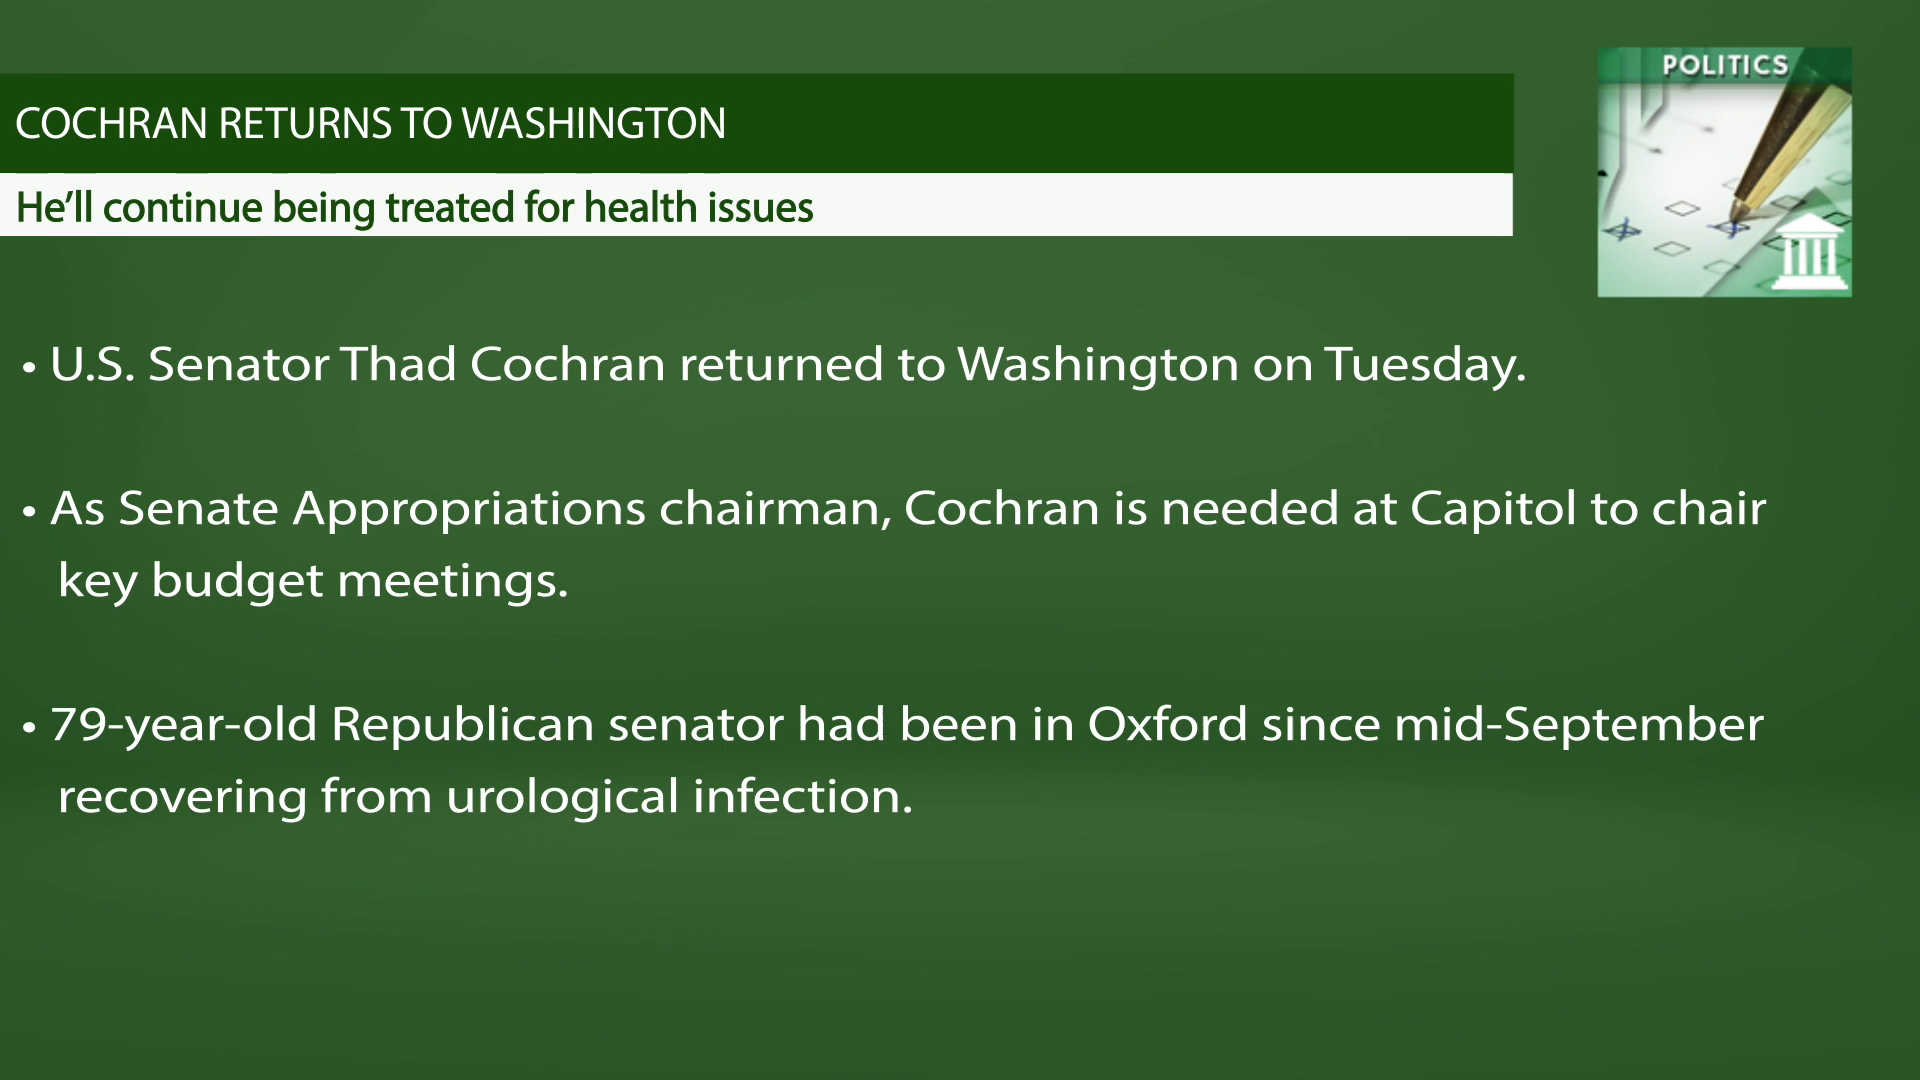 POLITICS
COCHRAN RETURNS TO WASHINGTON
He’ll continue being treated for health issues
• U.S. Senator Thad Cochran returned to Washington on Tuesday.
• As Senate Appropriations chairman, Cochran is needed at Capitol to chair
key budget meetings.
• 79-year-old Republican senator had been in Oxford since mid-September
recovering from urological infection.